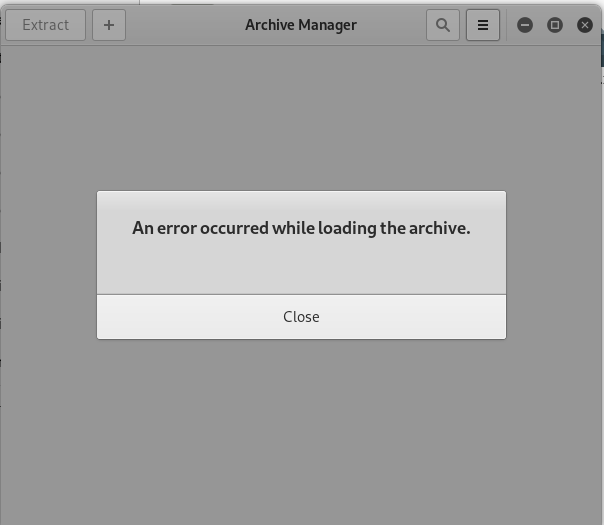 Extract
Archive Manager
An error occurred while loading the archive.
Close